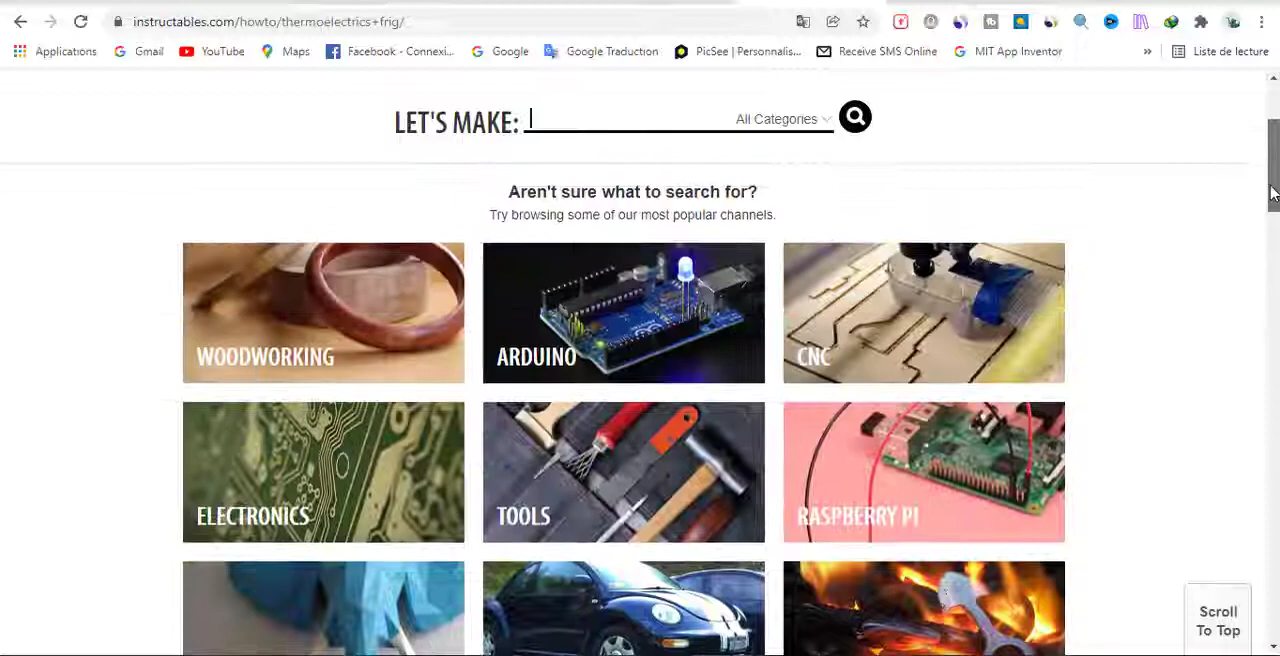 instructables.com/howto/thermoelectrics+frig/
Applications Gmail YouTube Maps Facebook - Connexi... Google Google Traduction PicSee | Personnalis... Receive SMS Online MIT App Inventor » Liste de lecture
LET'S MAKE: All Categories
Aren't sure what to search for?
Try browsing some of our most popular channels.
WOODWORKING ARDUINO CNC
ELECTRONICS TOOLS RASPBERRY PI
Scroll
To Top